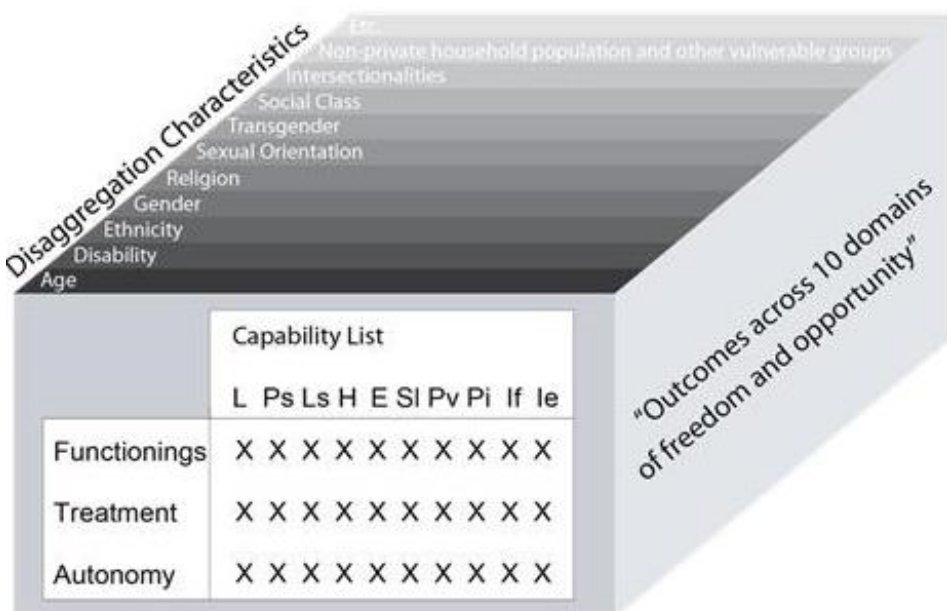 Disaggregation Characteristics
Etc.
Non-private household population and other vulnerable groups
Intersectionalities
Social Class
Transgender
Sexual Orientation
Religion
Gender
Ethnicity
Disability
Age
Capability List
L Ps Ls H E Sl Pv Pi If Ie
Functionings X X X X X X X X X X
Treatment X X X X X X X X X X
Autonomy X X X X X X X X X X
“Outcomes across 10 domains
of freedom and opportunity”